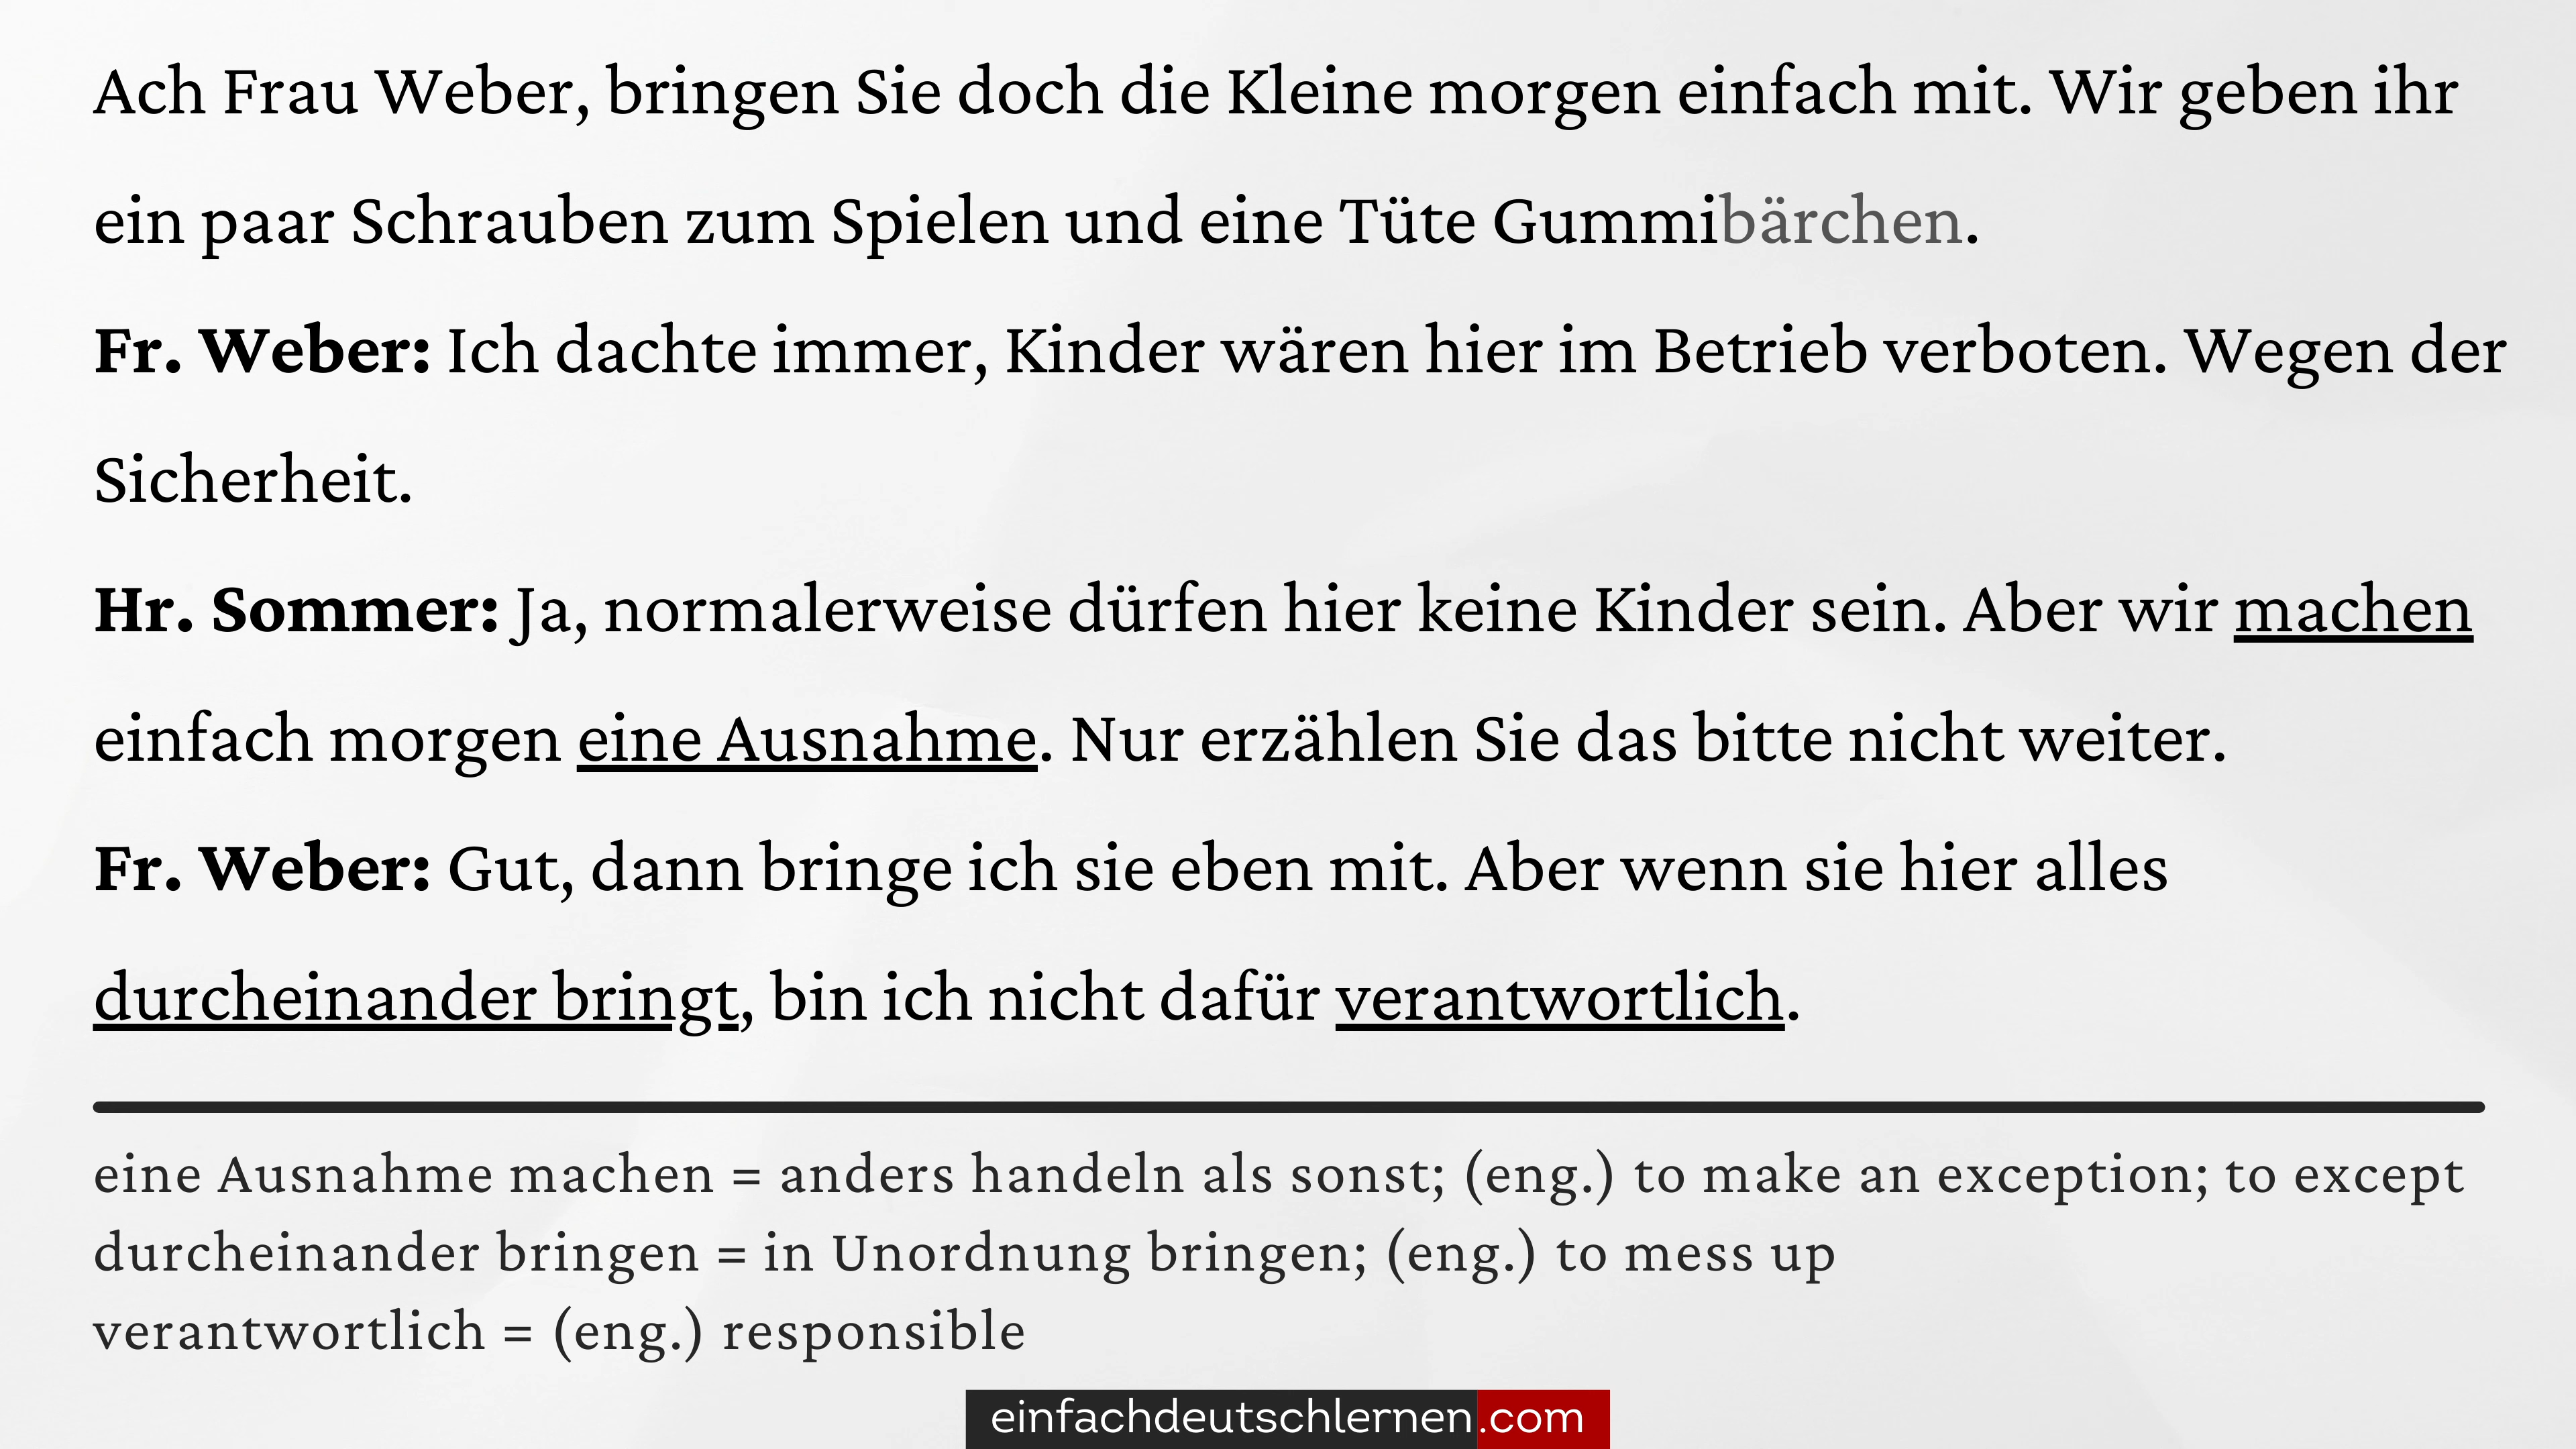 Ach Frau Weber, bringen Sie doch die Kleine morgen einfach mit. Wir geben ihr
ein paar Schrauben zum Spielen und eine Tüte Gummibärchen.
Fr. Weber: Ich dachte immer, Kinder wären hier im Betrieb verboten. Wegen der
Sicherheit.
Hr. Sommer: Ja, normalerweise dürfen hier keine Kinder sein. Aber wir machen
einfach morgen eine Ausnahme. Nur erzählen Sie das bitte nicht weiter.
Fr. Weber: Gut, dann bringe ich sie eben mit. Aber wenn sie hier alles
durcheinander bringt, bin ich nicht dafür verantwortlich.
eine Ausnahme machen = anders handeln als sonst; (eng.) to make an exception; to except
durcheinander bringen = in Unordnung bringen; (eng.) to mess up
verantwortlich = (eng.) responsible
einfachdeutschlernen.com